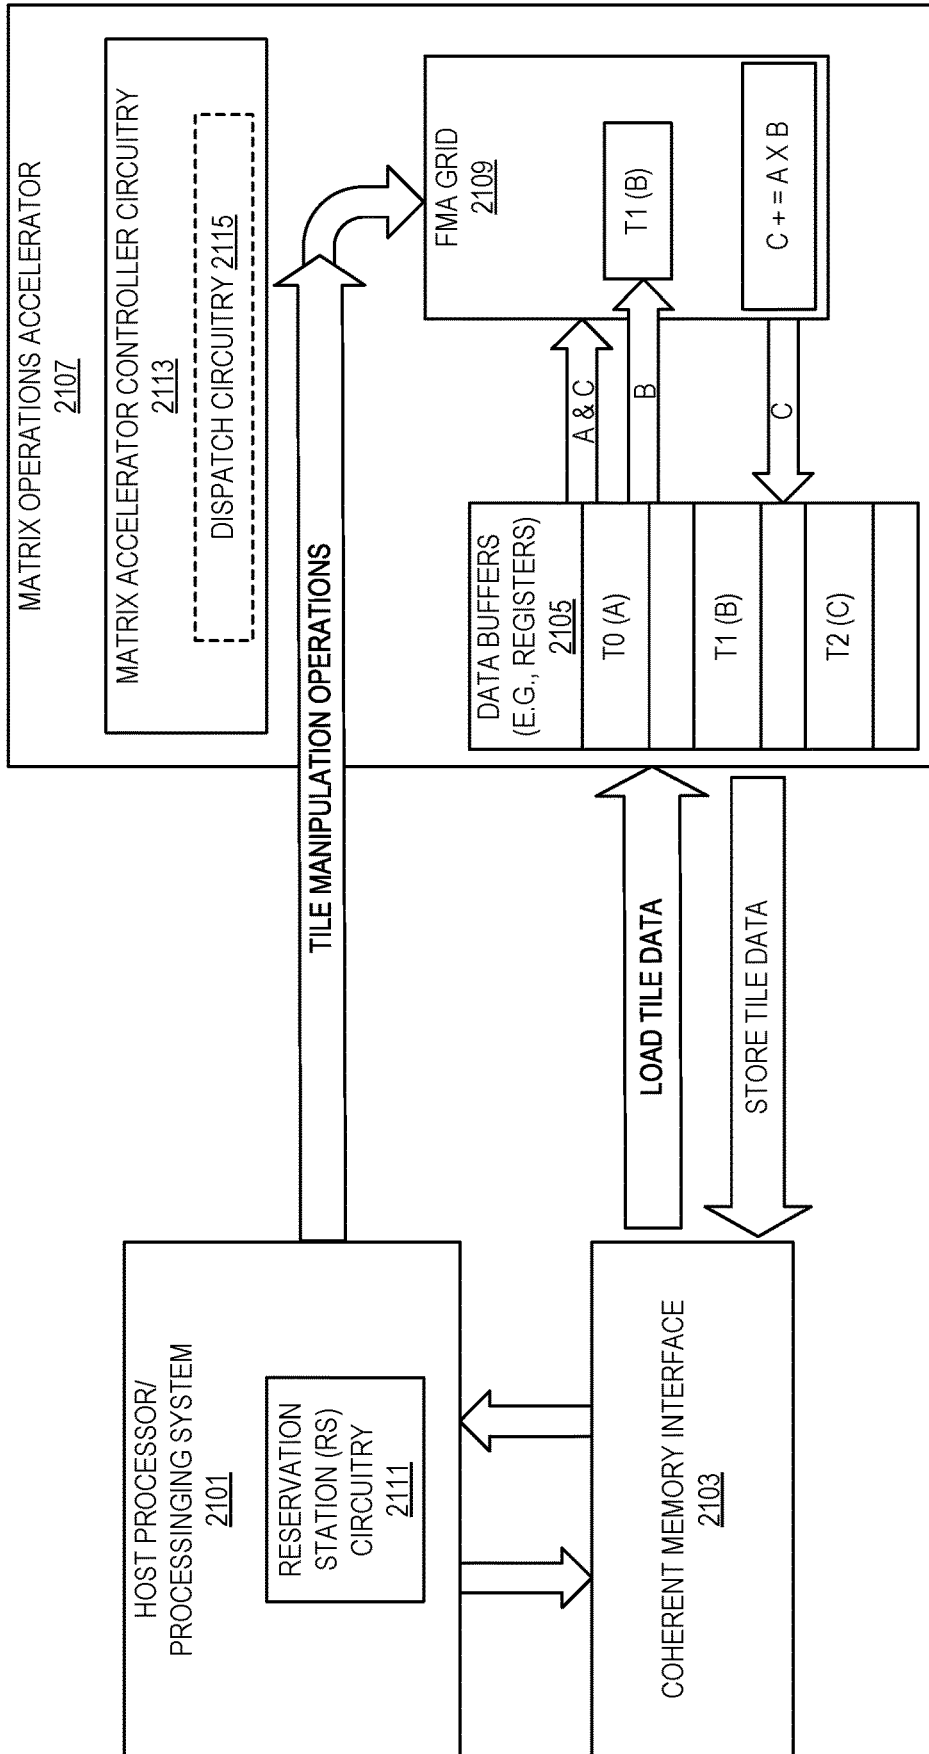 HOST PROCESSOR/
PROCESSINGING SYSTEM
2101
RESERVATION
STATION (RS)
CIRCUITRY
2111
COHERENT MEMORY INTERFACE
2103
TILE MANIPULATION OPERATIONS
LOAD TILE DATA
STORE TILE DATA
MATRIX OPERATIONS ACCELERATOR
2107
MATRIX ACCELERATOR CONTROLLER CIRCUITRY
2113
DISPATCH CIRCUITRY 2115
DATA BUFFERS
(E.G., REGISTERS)
2105
T0 (A)
T1 (B)
T2 (C)
A & C
B
C
FMA GRID
2109
T1 (B)
C + = A X B